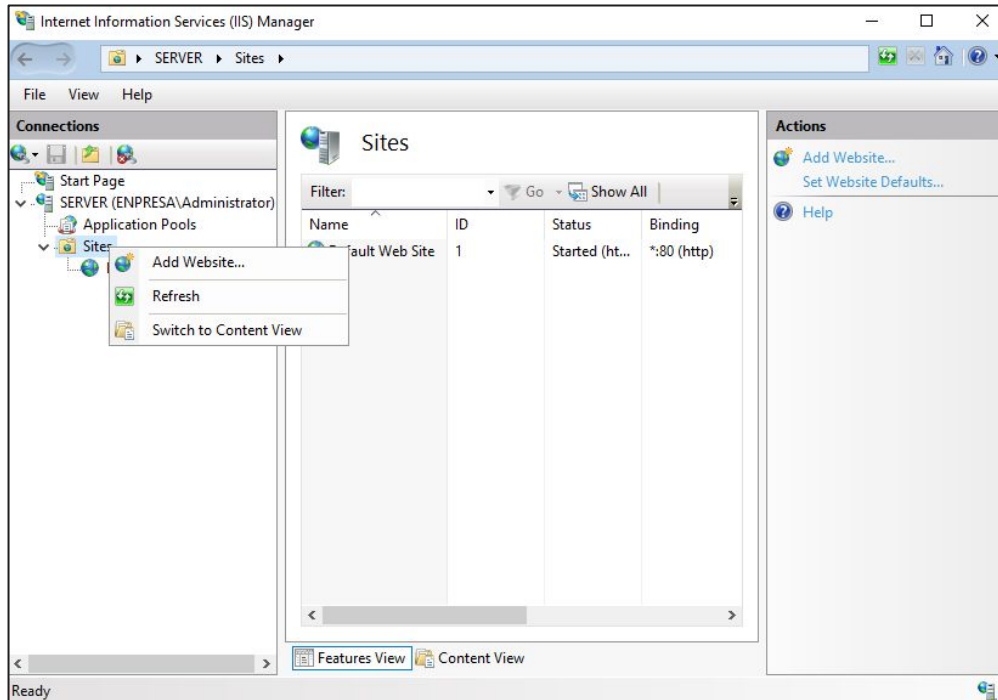 Internet Information Services (IIS) Manager
SERVER Sites
File View Help
Connections
Start Page
SERVER (ENPRESA\Administrator)
Application Pools
Sites
Add Website...
Refresh
Switch to Content View
Sites
Filter: Go Show All
Name ID Status Binding
Web Site 1 Started (ht... *:80 (http)
Features View Content View
Actions
Add Website...
Set Website Defaults...
Help
Ready